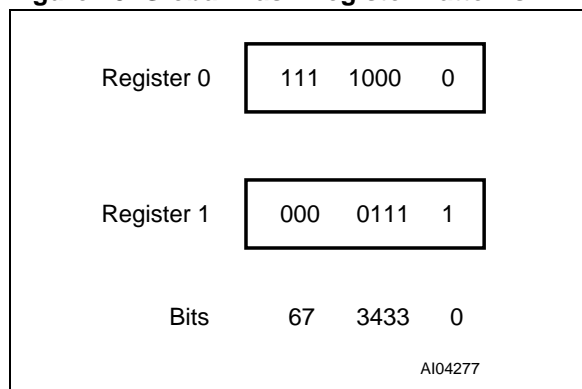 Register 0 111 1000 0
Register 1 000 0111 1
Bits 67 3433 0
AI04277